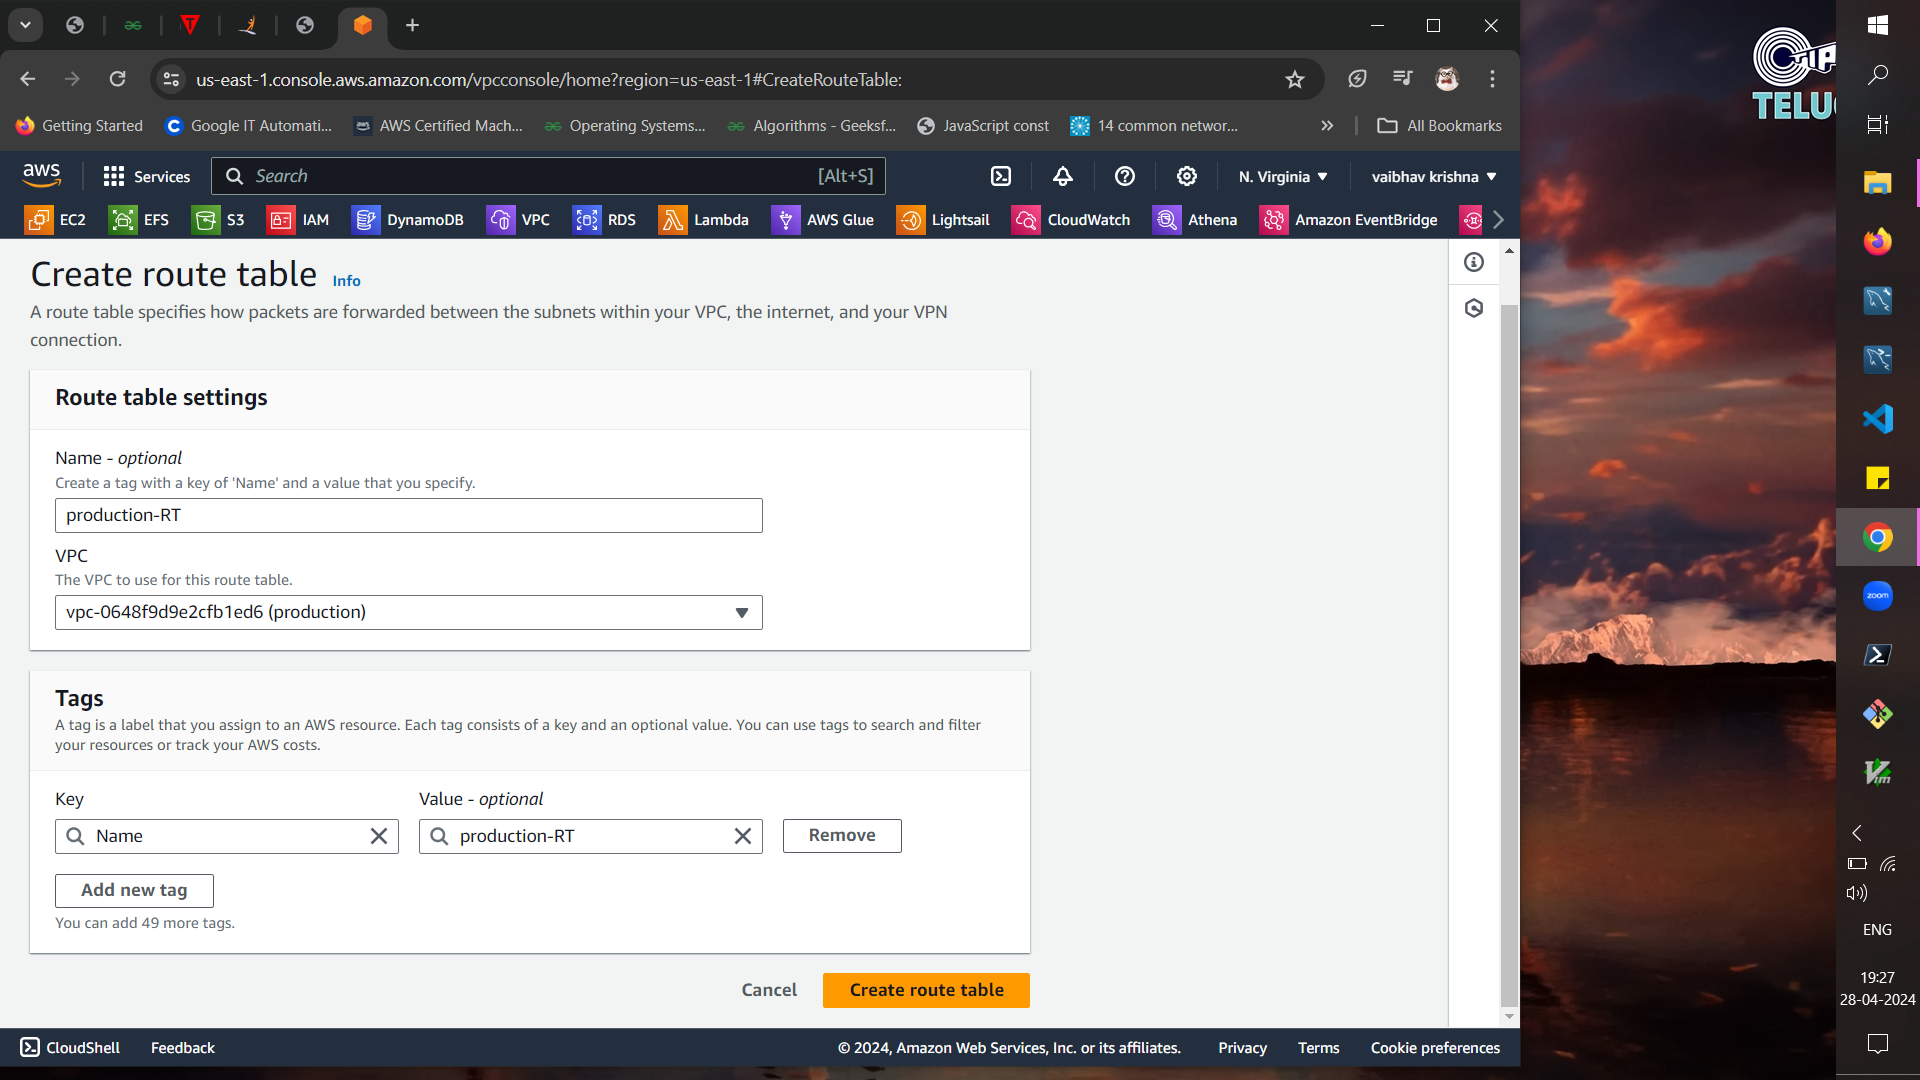 us-east-1.console.aws.amazon.com/vpcconsole/home?region=us-east-1#CreateRouteTable:
Getting Started
Google IT Automati...
AWS Certified Mach...
Operating Systems...
Algorithms - Geeksf...
JavaScript const
14 common networ...
All Bookmarks
aws
Services
Search
[Alt+S]
N. Virginia
vaibhav krishna
EC2
EFS
S3
IAM
DynamoDB
VPC
RDS
Lambda
AWS Glue
Lightsail
CloudWatch
Athena
Amazon EventBridge
Create route table Info
A route table specifies how packets are forwarded between the subnets within your VPC, the internet, and your VPN
connection.
Route table settings
Name - optional
Create a tag with a key of 'Name' and a value that you specify.
production-RT
VPC
The VPC to use for this route table.
vpc-0648f9d9e2cfb1ed6 (production)
Tags
A tag is a label that you assign to an AWS resource. Each tag consists of a key and an optional value. You can use tags to search and filter
your resources or track your AWS costs.
Key
Value - optional
Name
production-RT
Remove
Add new tag
You can add 49 more tags.
Cancel
Create route table
CloudShell
Feedback
© 2024, Amazon Web Services, Inc. or its affiliates.
Privacy
Terms
Cookie preferences
zoom
ENG
19:27
28-04-2024